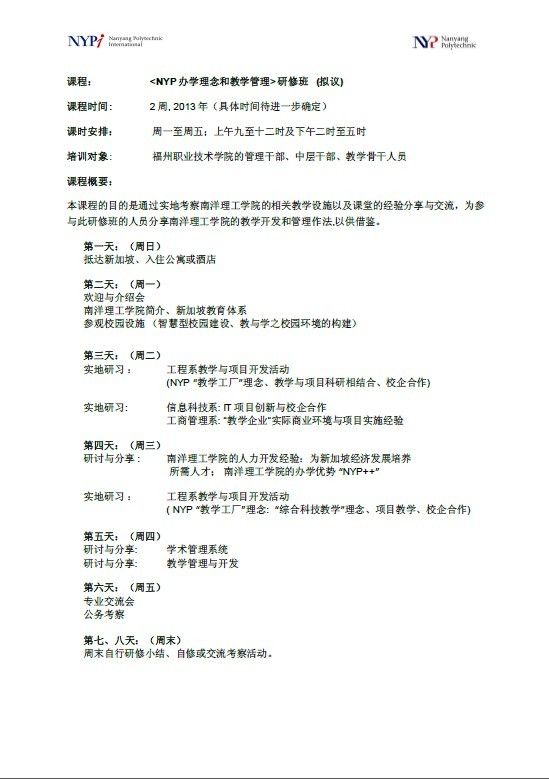 NYPi Nanyang Polytechnic International
NYP Nanyang Polytechnic
课程： <NYP 办学理念和教学管理> 研修班 (拟议)
课程时间： 2 周, 2013 年（具体时间待进一步确定）
课时安排： 周一至周五：上午九至十二时及下午二时至五时
培训对象： 福州职业技术学院的管理干部、中层干部、教学骨干人员
课程概要：
本课程的目的是通过实地考察南洋理工学院的相关教学设施以及课堂的经验分享与交流，为参
与此研修班的人员分享南洋理工学院的教学开发和管理作法,以供借鉴。
第一天：（周日）
抵达新加坡、入住公寓或酒店
第二天：（周一）
欢迎与介绍会
南洋理工学院简介、新加坡教育体系
参观校园设施 （智慧型校园建设、教与学之校园环境的构建）
第三天：（周二）
实地研习 ： 工程系教学与项目开发活动
(NYP “教学工厂”理念、教学与项目科研相结合、校企合作)
实地研习: 信息科技系: IT 项目创新与校企合作
工商管理系: “教学企业”实际商业环境与项目实施经验
第四天：（周三）
研讨与分享： 南洋理工学院的人力开发经验：为新加坡经济发展培养
所需人才； 南洋理工学院的办学优势 “NYP++”
实地研习 ： 工程系教学与项目开发活动
( NYP “教学工厂”理念: “综合科技教学”理念、项目教学、校企合作)
第五天：（周四）
研讨与分享: 学术管理系统
研讨与分享: 教学管理与开发
第六天：（周五）
专业交流会
公务考察
第七、八天:（周末）
周末自行研修小结、自修或交流考察活动。